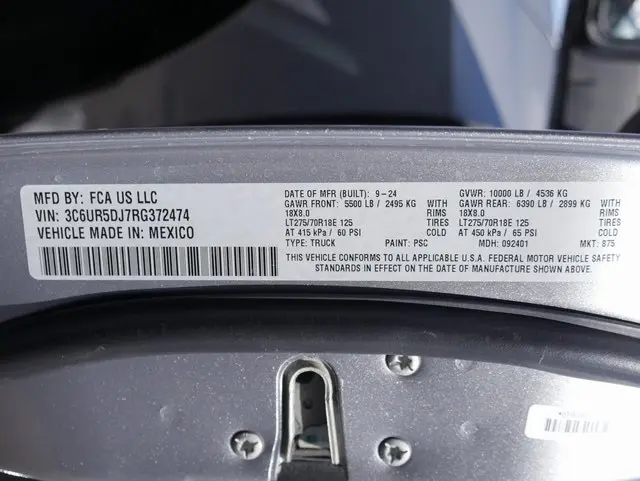 MFD BY: FCA US LLC
VIN: 3C6UR5DJ7RG372474
VEHICLE MADE IN: MEXICO
DATE OF MFR (BUILT): 9-24
GAWR FRONT: 5500 LB / 2495 KG WITH
18X8.0 RIMS
LT275/70R18E 125 TIRES
AT 415 kPa / 60 PSI COLD
TYPE: TRUCK PAINT: PSC
GVWR: 10000 LB / 4536 KG
GAWR REAR: 6390 LB / 2899 KG WITH
18X8.0 RIMS
LT275/70R18E 125 TIRES
AT 450 kPa / 65 PSI COLD
MDH: 092401 MKT: 875
THIS VEHICLE CONFORMS TO ALL APPLICABLE U.S.A. FEDERAL MOTOR VEHICLE SAFETY
STANDARDS IN EFFECT ON THE DATE OF MANUFACTURE SHOWN ABOVE.